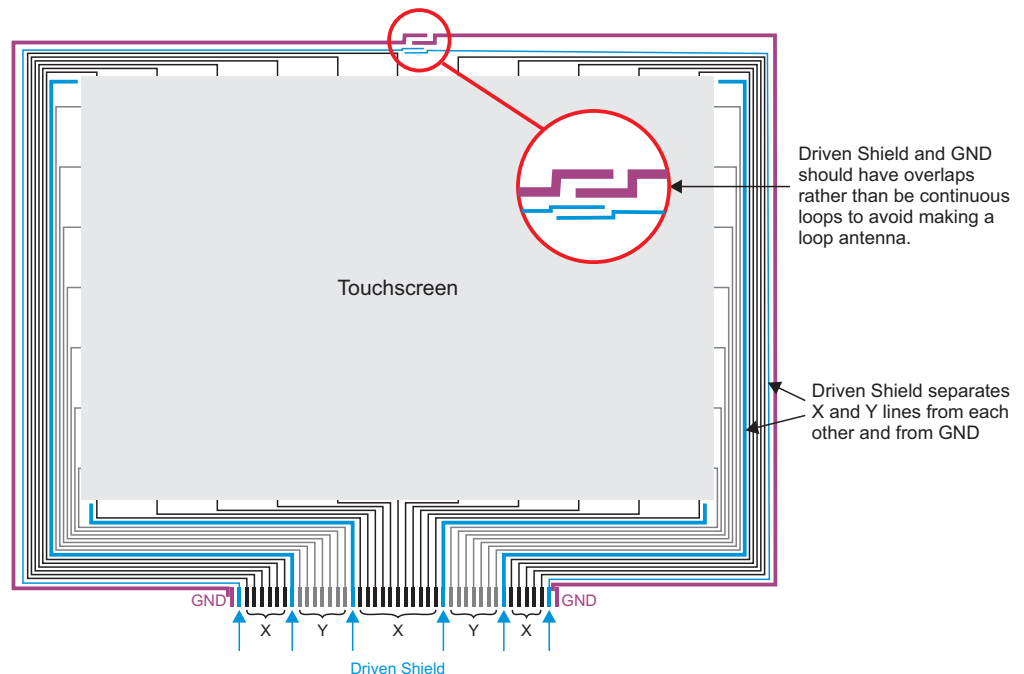 Driven Shield and GND
should have overlaps
rather than be continuous
loops to avoid making a
loop antenna.
Touchscreen
Driven Shield separates
X and Y lines from each
other and from GND
GND
GND
X
Y
X
Y
X
Driven Shield